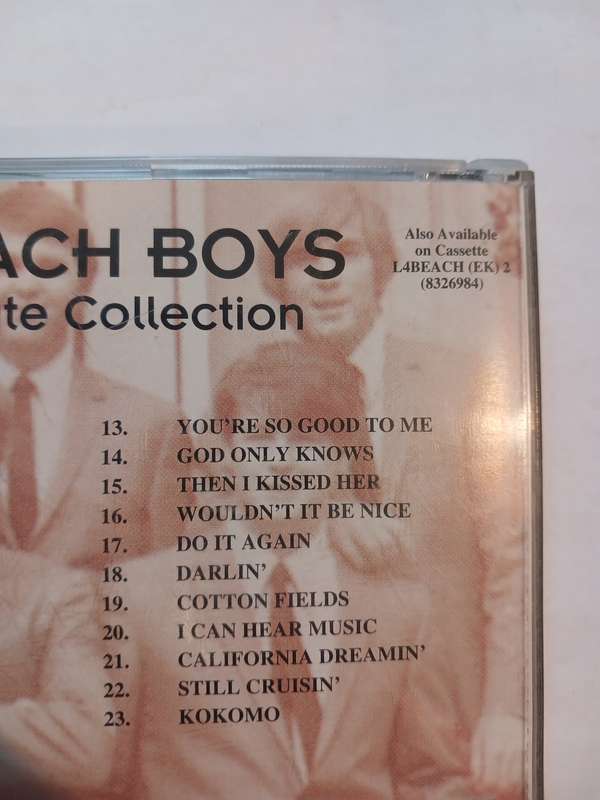 ACH BOYS
te Collection
Also Available
on Cassette
L4BEACH (EK) 2
(8326984)
13. YOU'RE SO GOOD TO ME
14. GOD ONLY KNOWS
15. THEN I KISSED HER
16. WOULDN'T IT BE NICE
17. DO IT AGAIN
18. DARLIN'
19. COTTON FIELDS
20. I CAN HEAR MUSIC
21. CALIFORNIA DREAMIN'
22. STILL CRUISIN'
23. KOKOMO